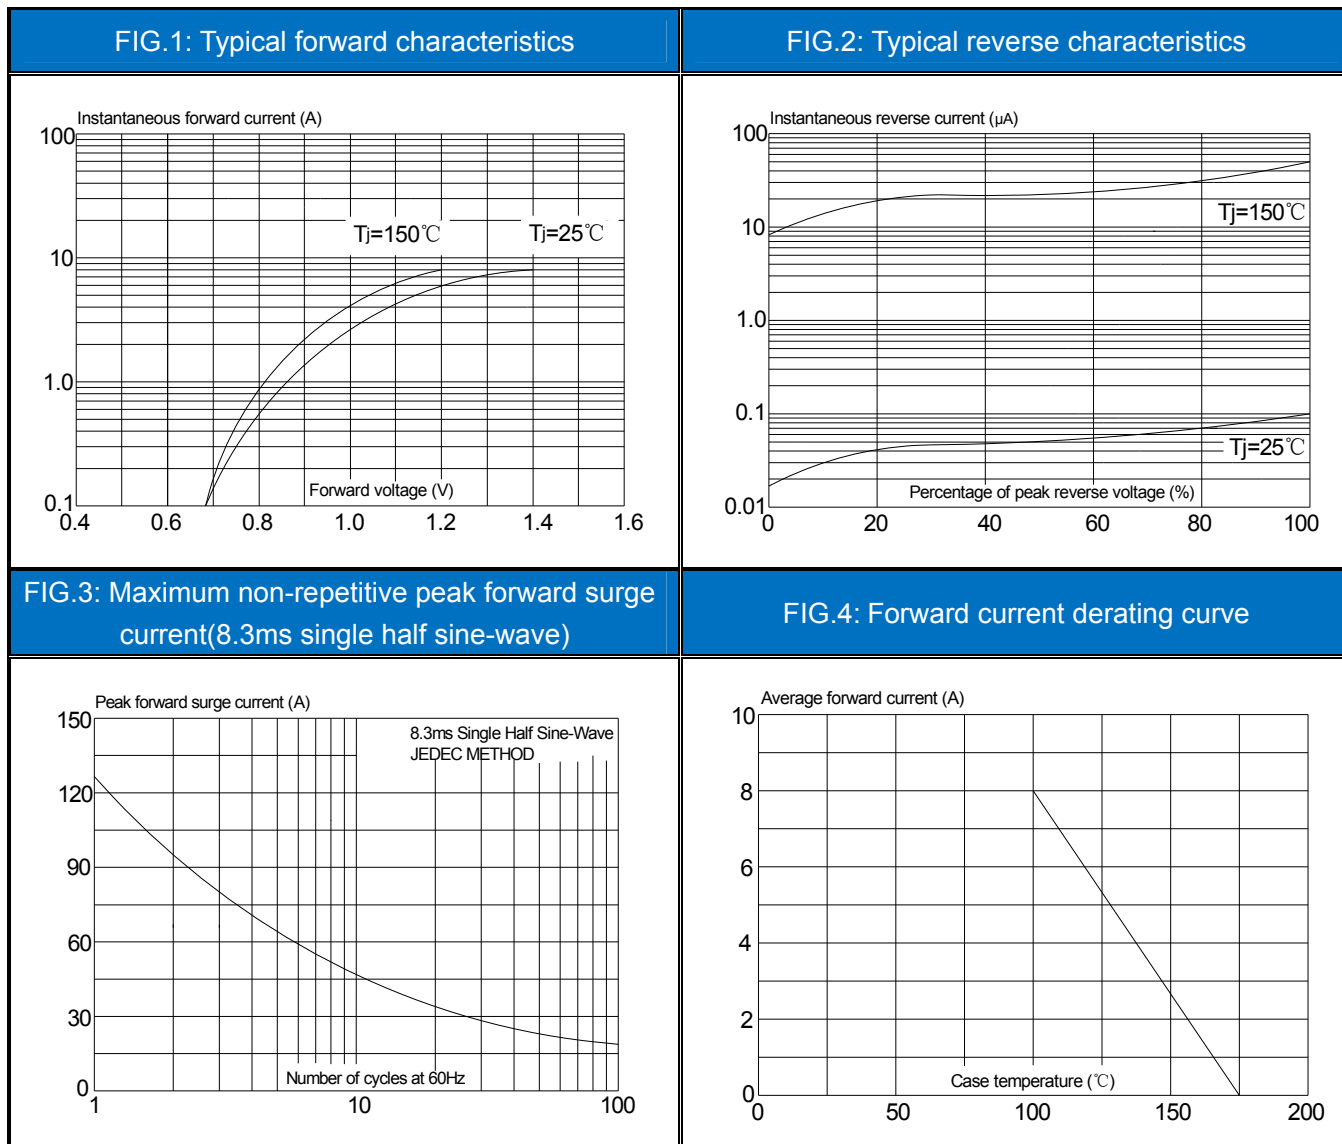 FIG.1: Typical forward characteristics
Instantaneous forward current (A)
100
10
1.0
0.1
Tj=150℃
Tj=25℃
Forward voltage (V)
0.4 0.6 0.8 1.0 1.2 1.4 1.6
FIG.2: Typical reverse characteristics
Instantaneous reverse current (μA)
100
10
1.0
0.1
0.01
Tj=150℃
Tj=25℃
Percentage of peak reverse voltage (%)
0 20 40 60 80 100
FIG.3: Maximum non-repetitive peak forward surge
current(8.3ms single half sine-wave)
Peak forward surge current (A)
150
120
90
60
30
0
8.3ms Single Half Sine-Wave
JEDEC METHOD
Number of cycles at 60Hz
1 10 100
FIG.4: Forward current derating curve
Average forward current (A)
10
8
6
4
2
0
Case temperature (℃)
0 50 100 150 200